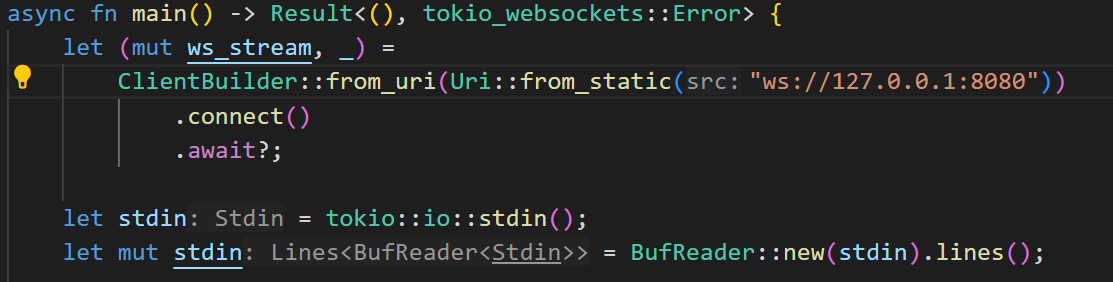 async fn main() -> Result<(), tokio_websockets::Error> {
    let (mut ws_stream, _) =
        ClientBuilder::from_uri(Uri::from_static(src: "ws://127.0.0.1:8080"))
            .connect()
            .await?;
    let stdin: Stdin = tokio::io::stdin();
    let mut stdin: Lines<BufReader<Stdin>> = BufReader::new(stdin).lines();